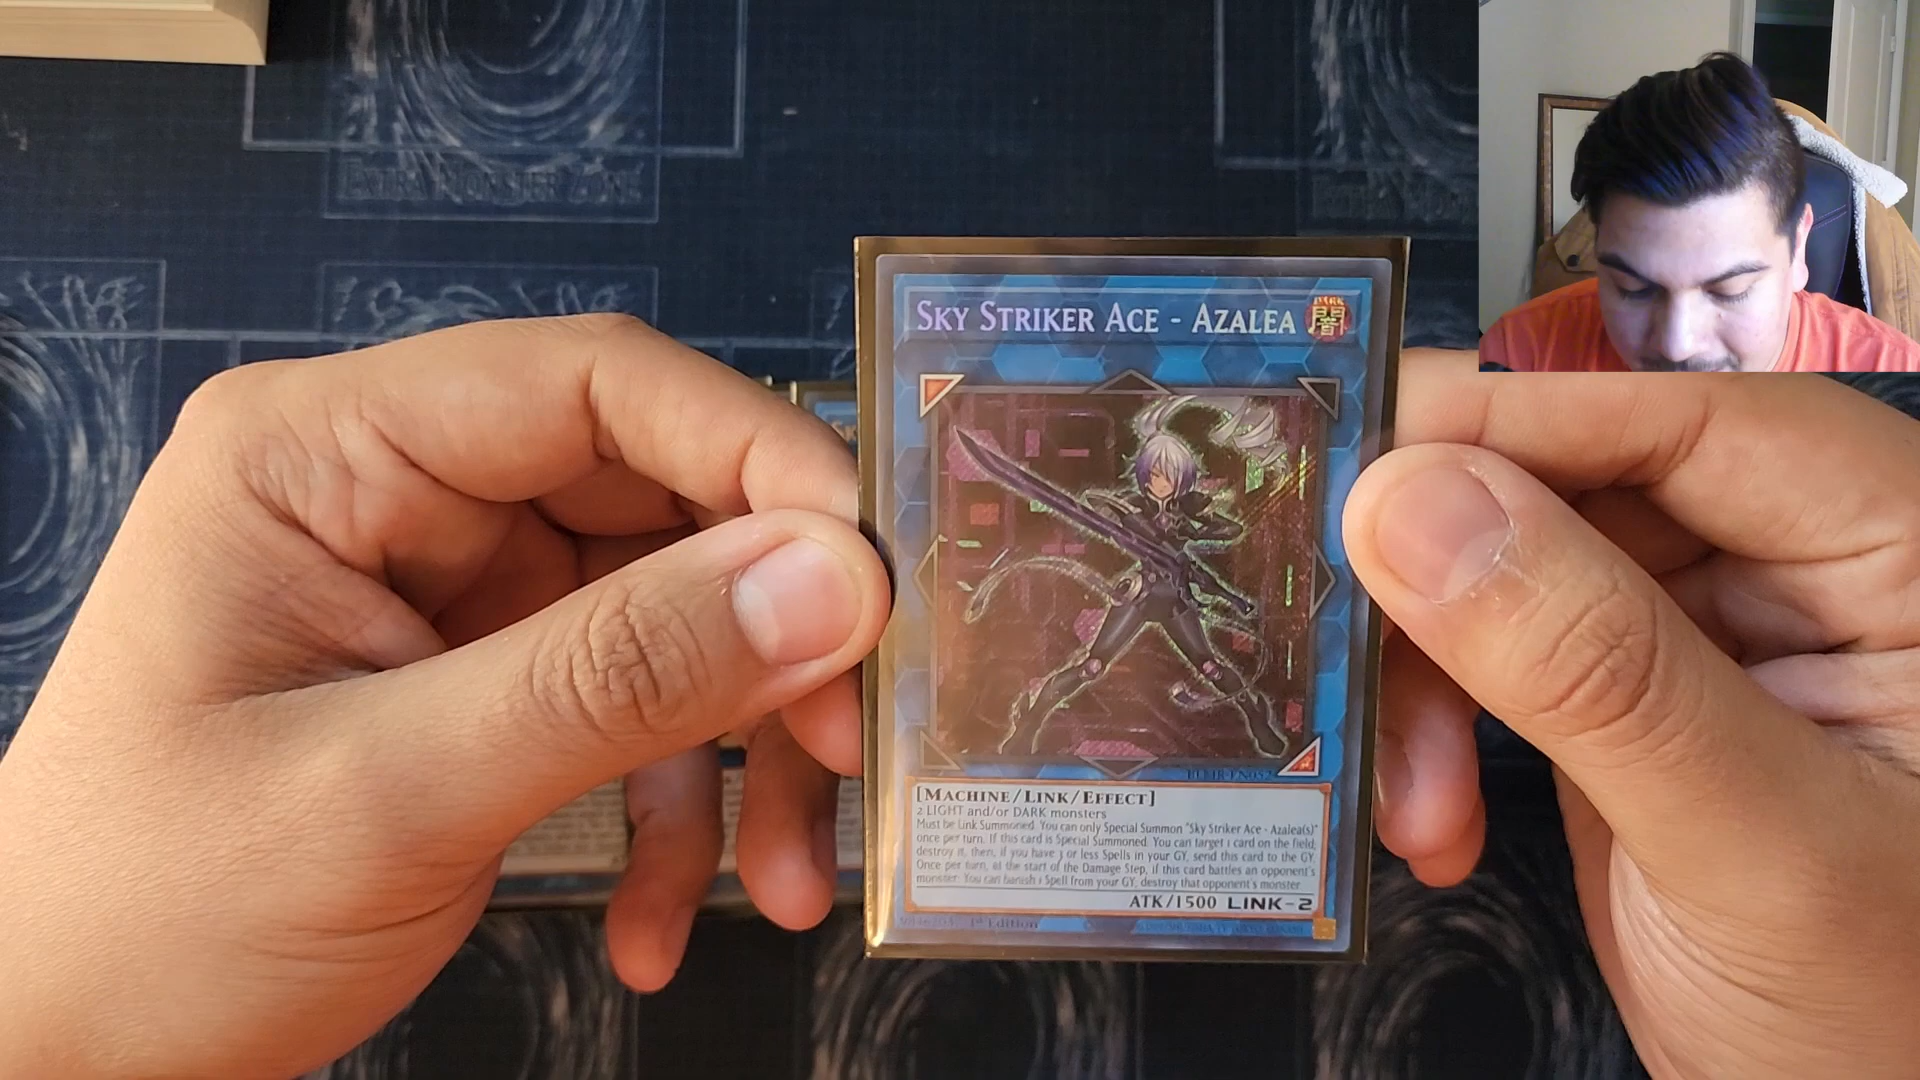 EXTRA MONSTER ZONE
SKY STRIKER ACE - AZALEA
DARK
闇
[MACHINE/LINK/EFFECT]
2 LIGHT and/or DARK monsters
Must be Link Summoned. You can only Special Summon "Sky Striker Ace - Azalea(s)"
once per turn. If this card is Special Summoned: You can target 1 card on the field;
destroy it, then, if you have 3 or less Spells in your GY, send this card to the GY.
Once per turn, at the start of the Damage Step, if this card battles an opponent's
monster: You can banish 1 Spell from your GY; destroy that opponent's monster.
ATK/1500 LINK-2
1st Edition